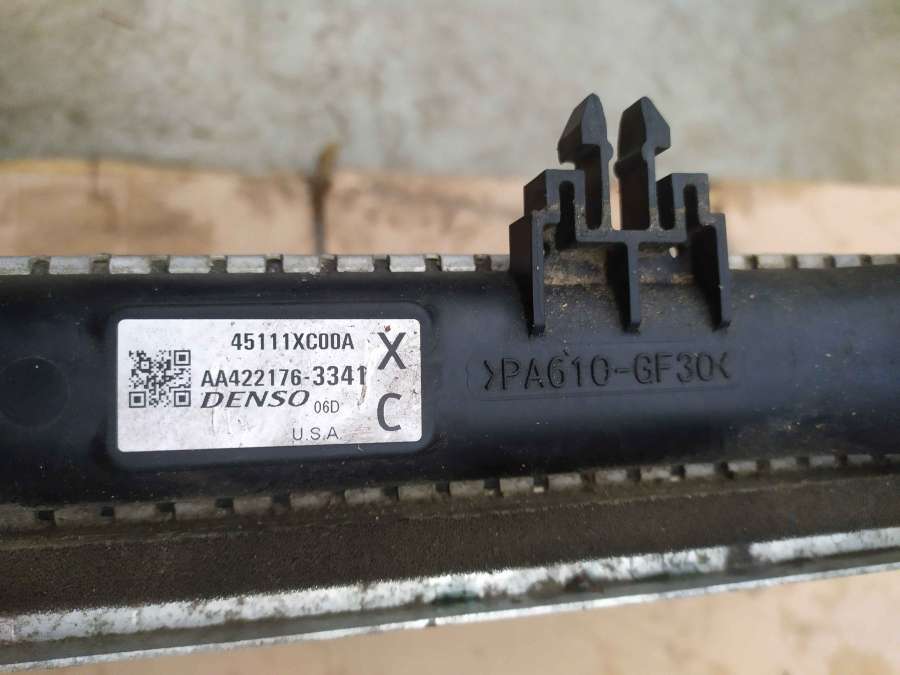 45111XC00A
X
AA422176-3341
DENSO 06D
C
U.S.A.
>PA610-GF30<